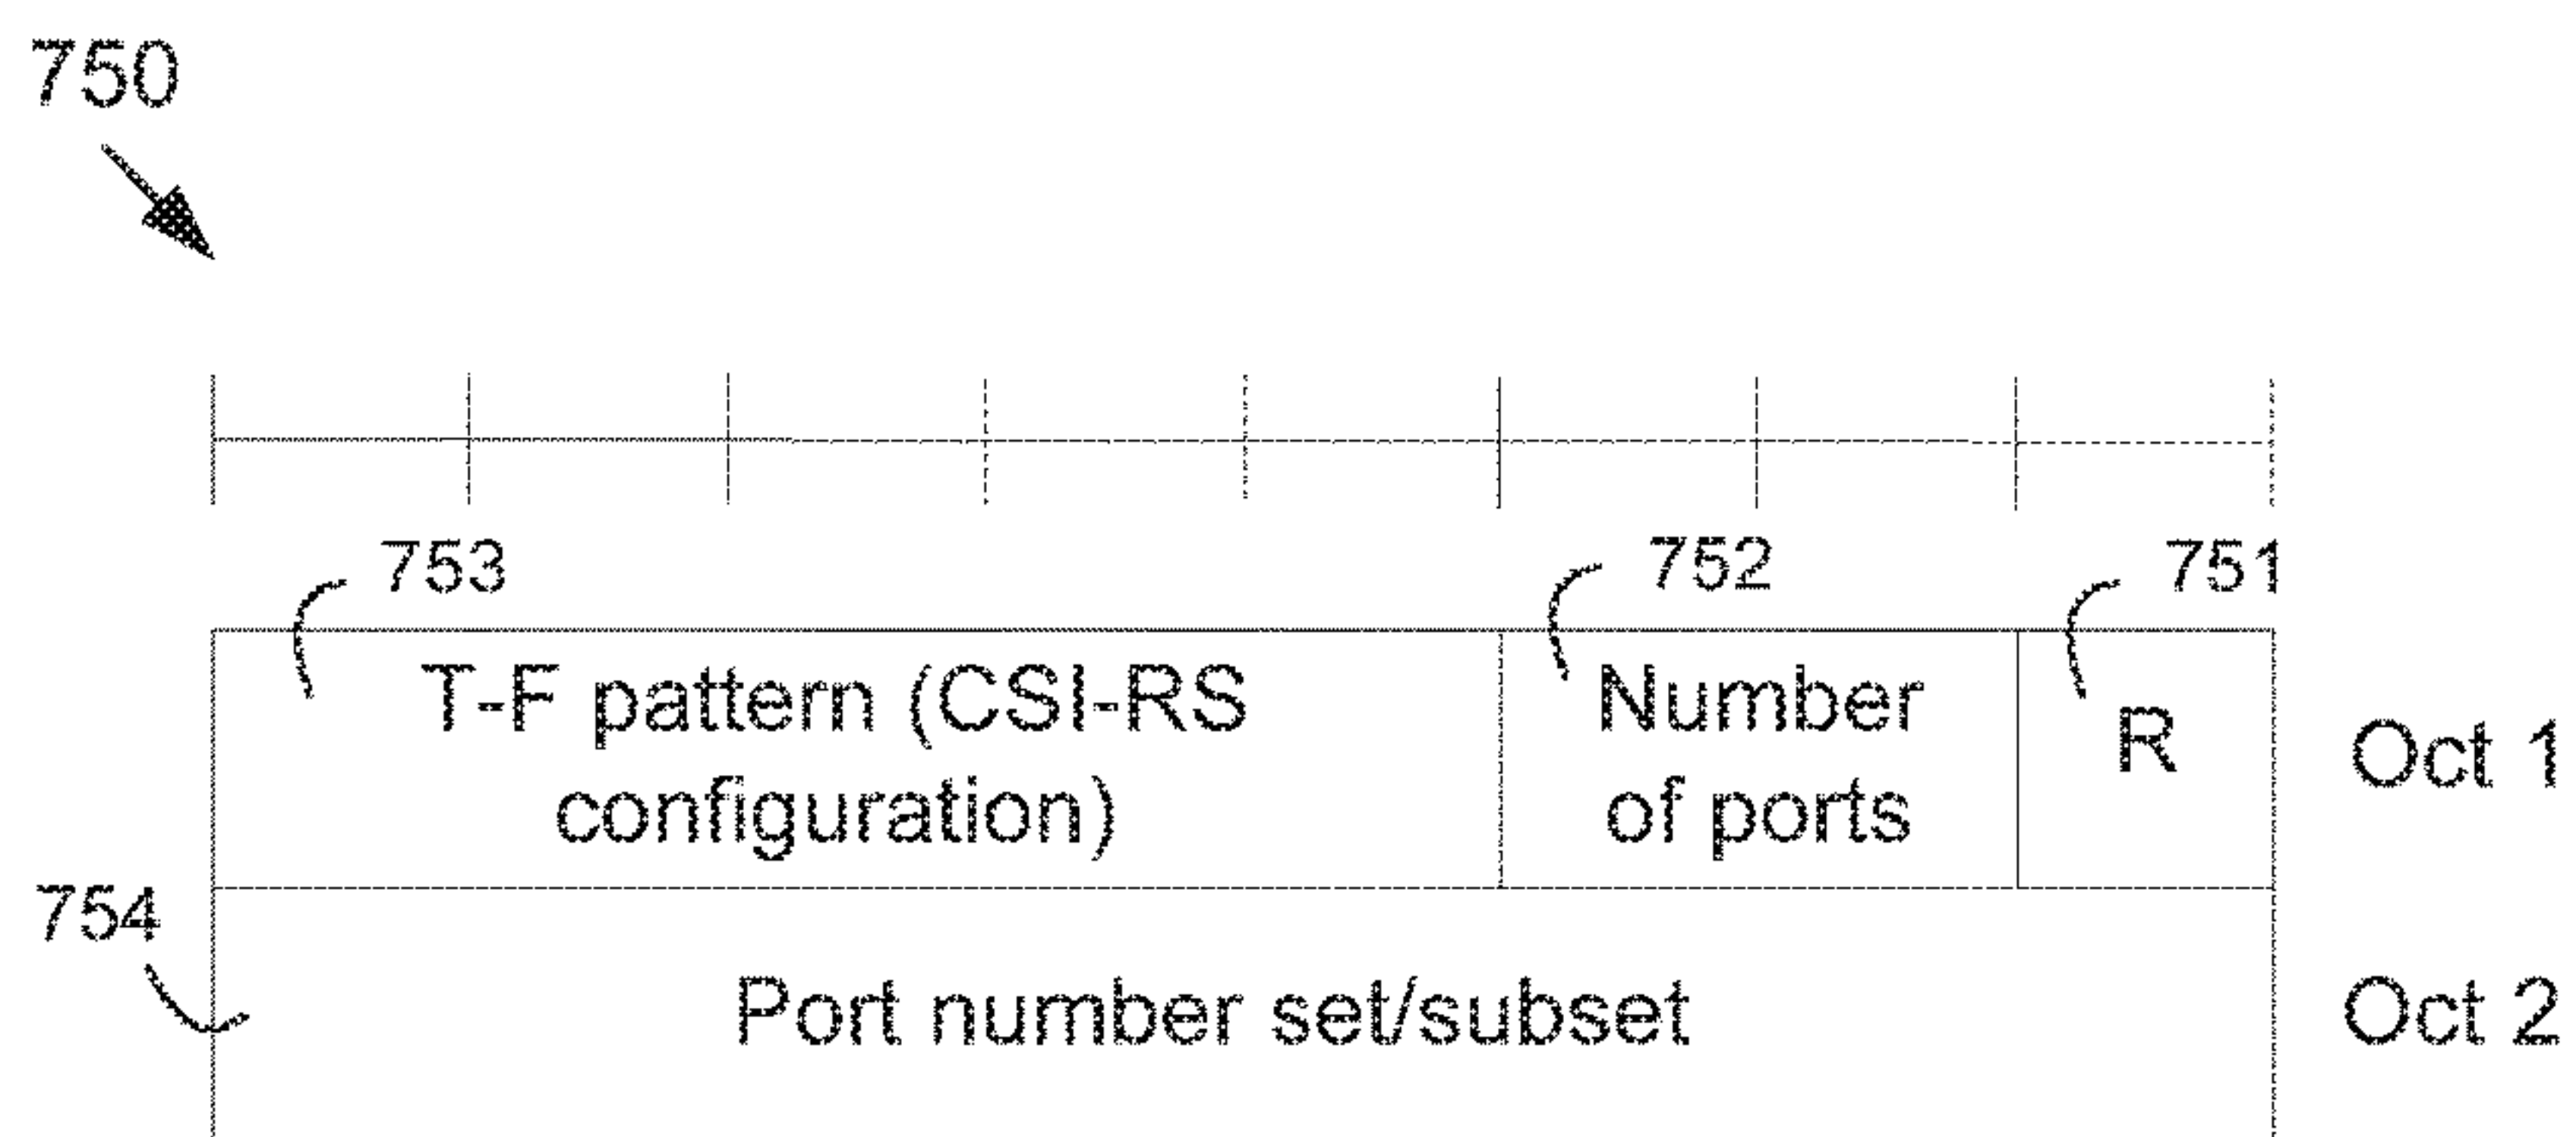 750
753
752
751
T-F pattern (CSI-RS
configuration)
Number
of ports
R
Oct 1
754
Port number set/subset
Oct 2